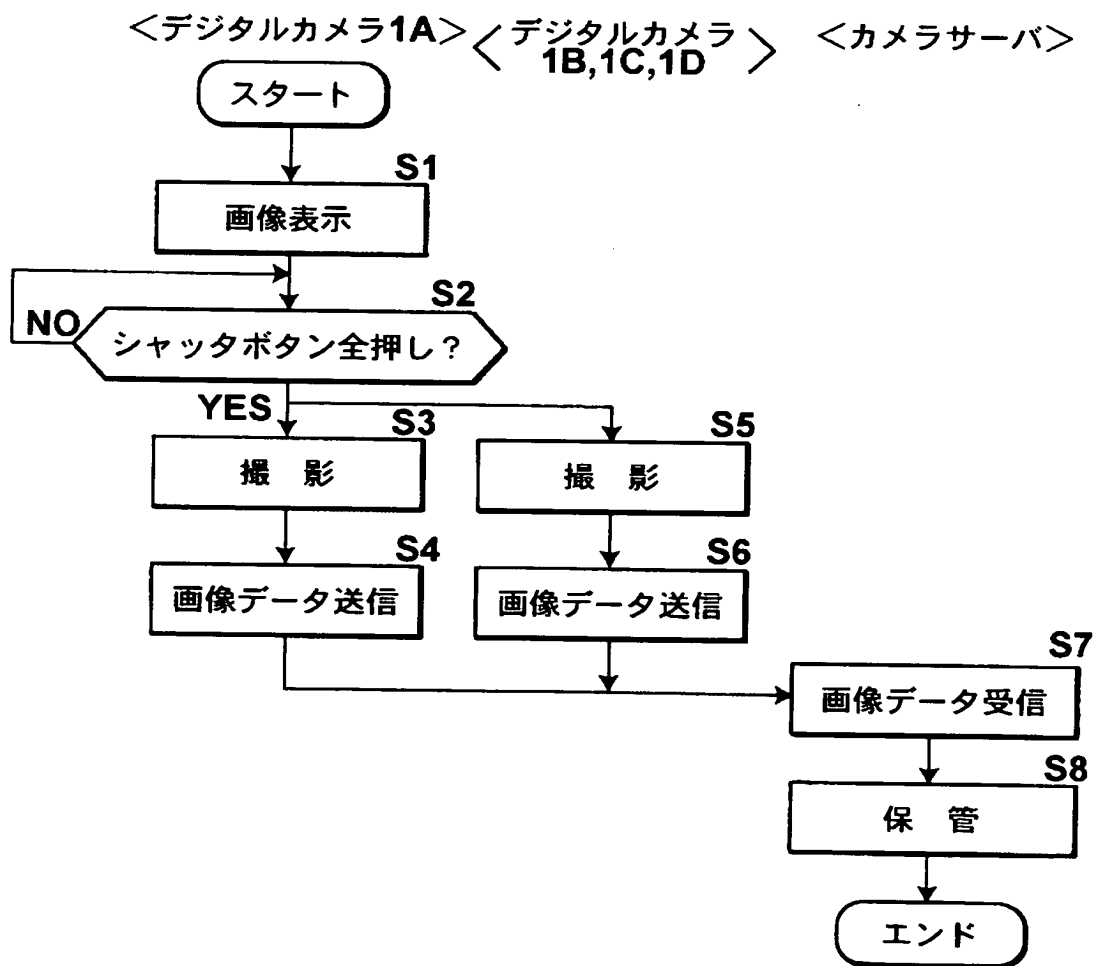 <デジタルカメラ1A>
<デジタルカメラ
1B,1C,1D>
<カメラサーバ>
スタート
S1
画像表示
S2
NO
シャッタボタン全押し?
YES
S3
撮 影
S5
撮 影
S4
画像データ送信
S6
画像データ送信
S7
画像データ受信
S8
保 管
エンド